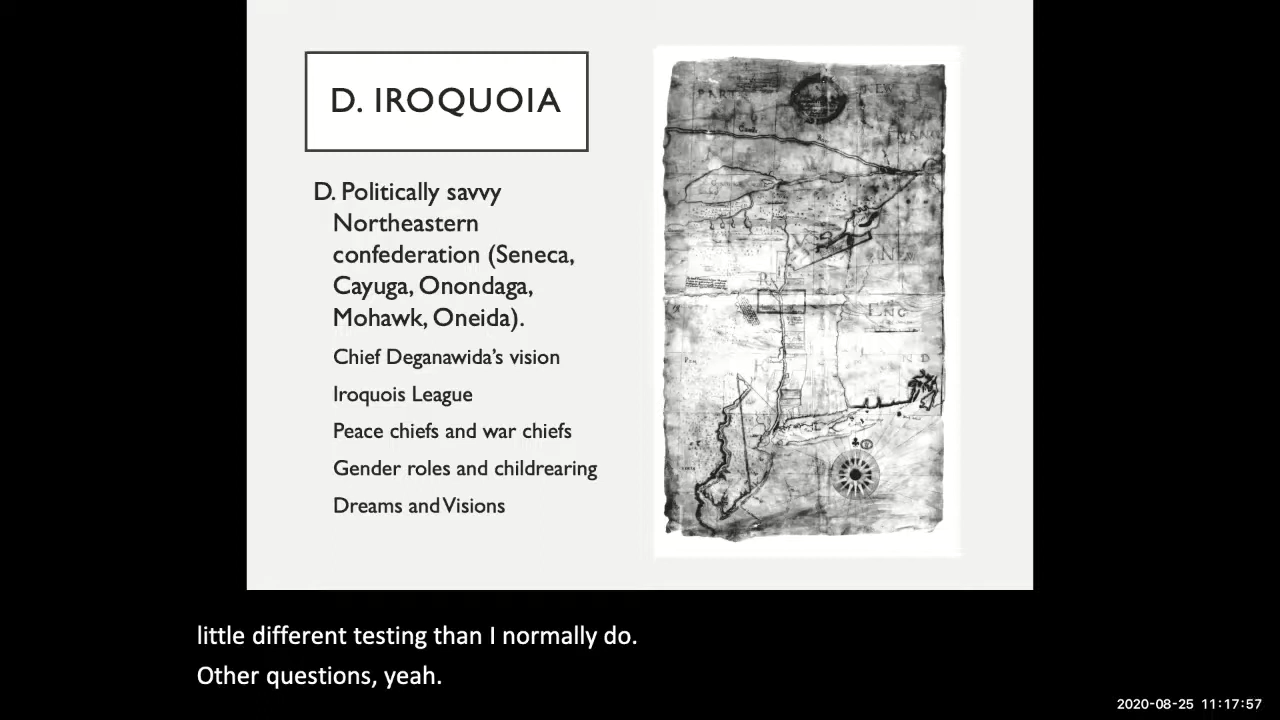 D. IROQUOIA
D. Politically savvy
Northeastern
confederation (Seneca,
Cayuga, Onondaga,
Mohawk, Oneida).
Chief Deganawida’s vision
Iroquois League
Peace chiefs and war chiefs
Gender roles and childrearing
Dreams and Visions
little different testing than I normally do.
Other questions, yeah.
2020-08-25 11:17:57